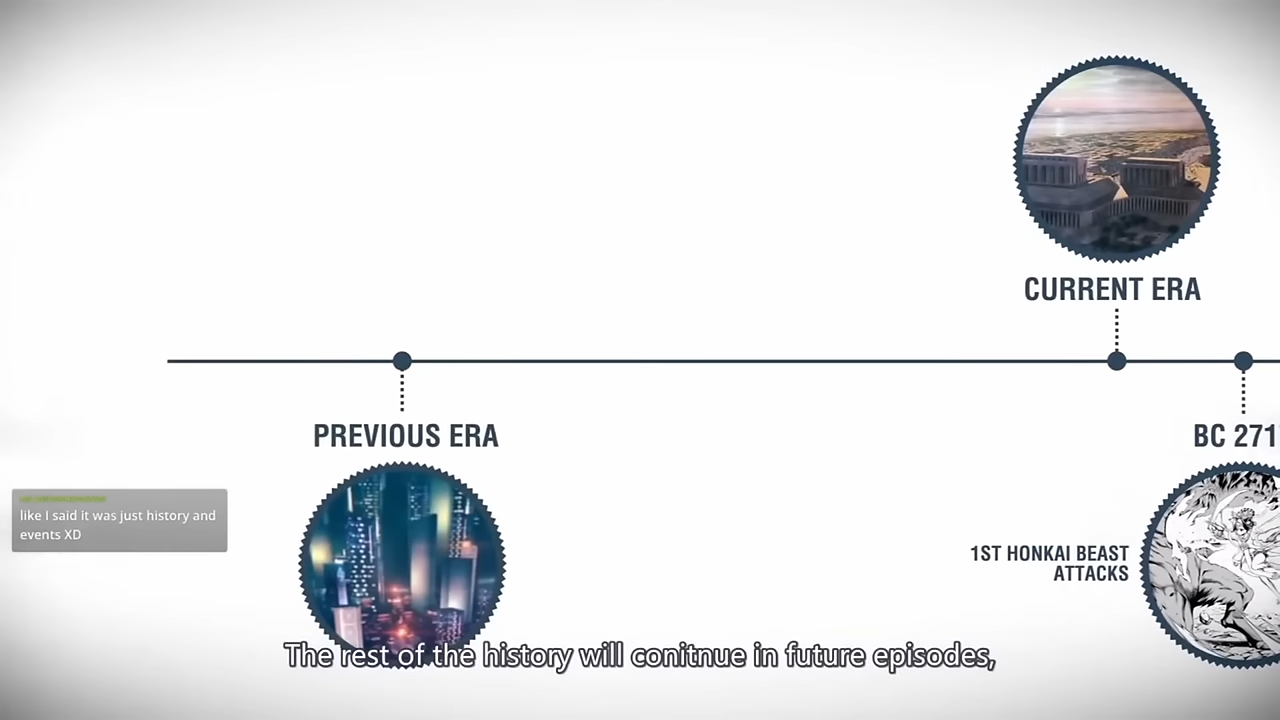 CURRENT ERA
PREVIOUS ERA
BC 271
like I said it was just history and
events XD
1ST HONKAI BEAST
ATTACKS
The rest of the history will conitnue in future episodes,